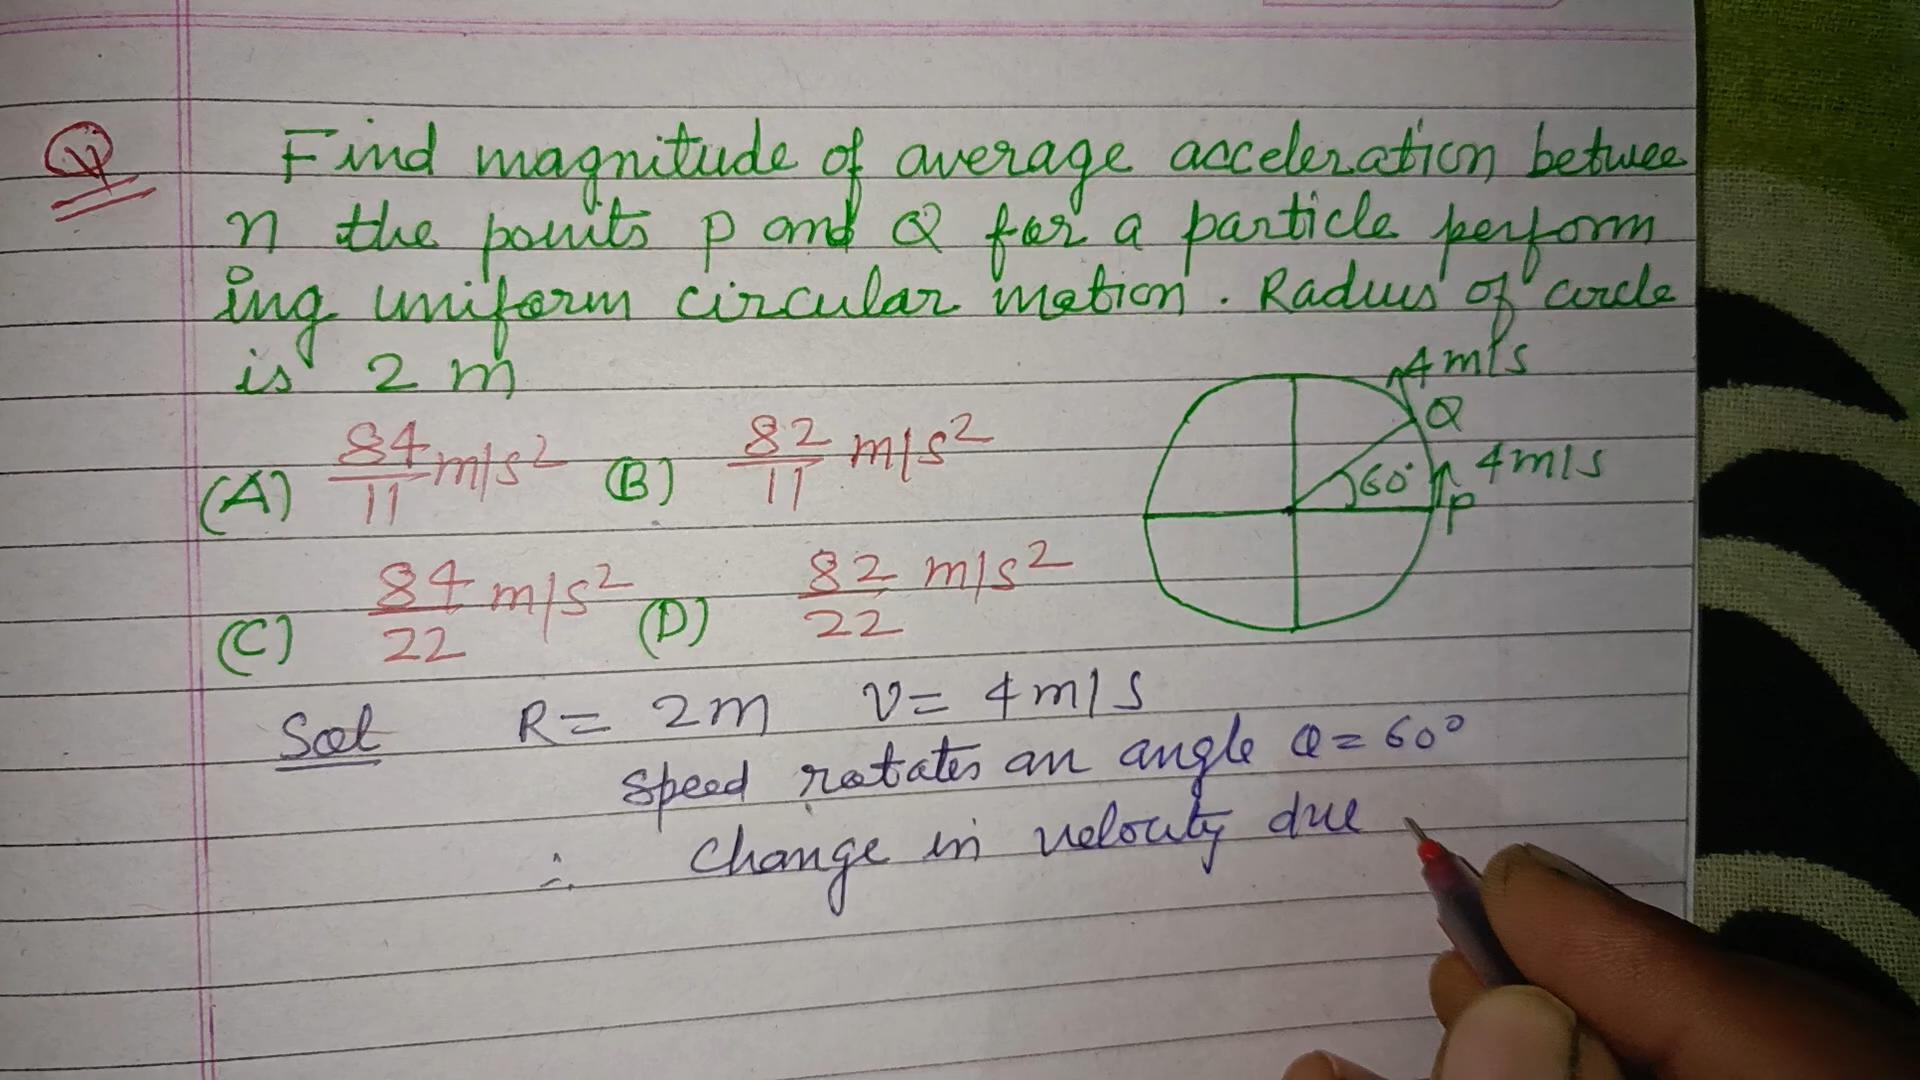 Q
Find magnitude of average acceleration betwee
n the points P and Q for a particle perform
ing uniform circular motion. Radius of circle
is 2 m
4 m/s
Q
60°
4 m/s
P
(A) 84/11 m/s² (B) 82/11 m/s²
(C) 84/22 m/s² (D) 82/22 m/s²
Sol R = 2m V = 4 m/s
speed rotates an angle Q = 60°
∴ Change in velocity due